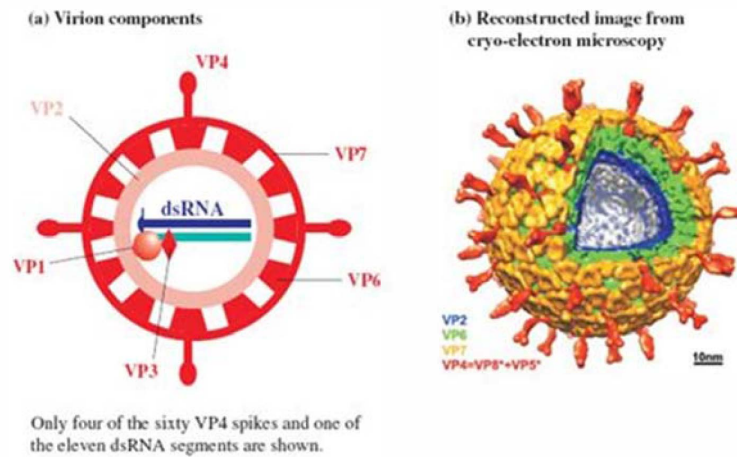 (a) Virion components
VP4
VP2
VP7
dsRNA
VP1
VP6
VP3
Only four of the sixty VP4 spikes and one of
the eleven dsRNA segments are shown.
(b) Reconstructed image from
cryo-electron microscopy
VP2
VP6
VP7
VP4=VP8*+VP5*
10nm